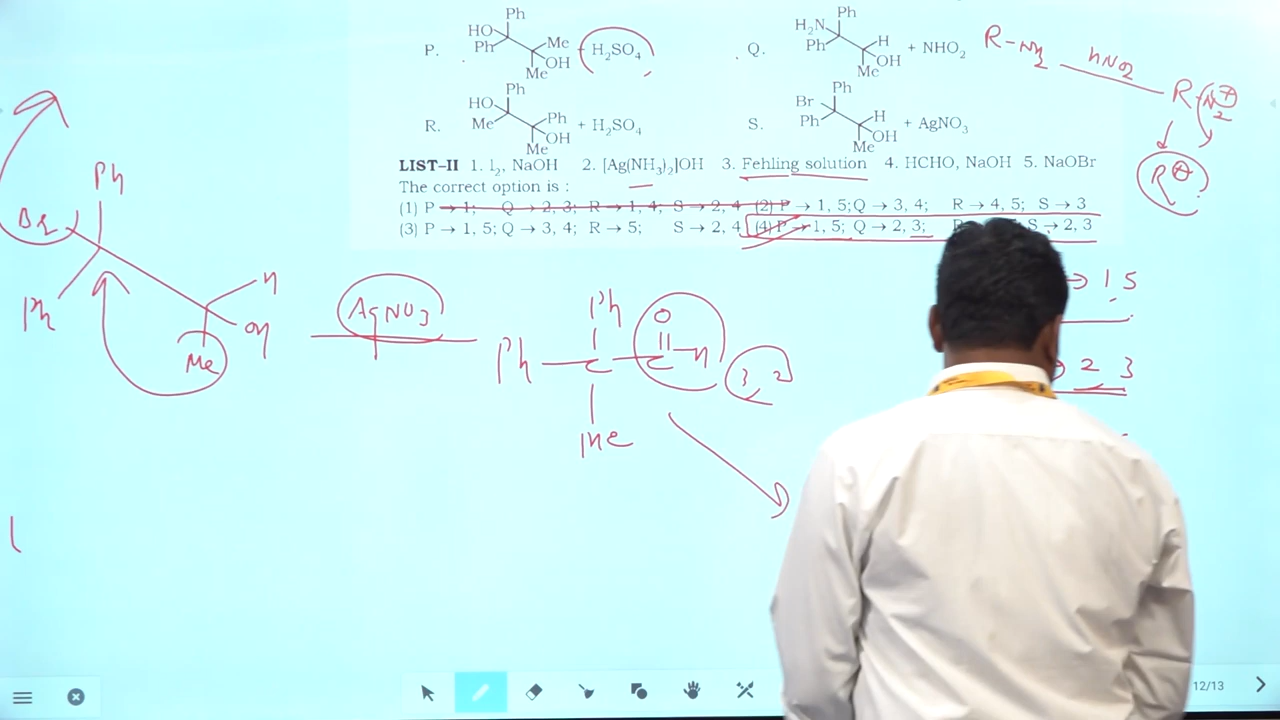 Ph
HO
Ph
Me
OH
Me
P. + H₂SO₄
Ph
H₂N
Ph
H
OH
Me
Q. + NHO₂
R-NH₂ HNO₂ R-N₂⊕
R⊕ ?
Ph
HO
Me
Ph
OH
Me
R. + H₂SO₄
Ph
Br
Ph
H
OH
Me
S. + AgNO₃
LIST–II 1. I₂, NaOH 2. [Ag(NH₃)₂]OH 3. Fehling solution 4. HCHO, NaOH 5. NaOBr
The correct option is :
(1) P → 1; Q → 2, 3; R → 1, 4; S → 2, 4 (2) P → 1, 5; Q → 3, 4; R → 4, 5; S → 3
(3) P → 1, 5; Q → 3, 4; R → 5; S → 2, 4 (4) P → 1, 5; Q → 2, 3; S → 2, 3
Ph
Br
Ph
H
OH
Me
AgNO₃
Ph
O
Ph C C H
Me
3, 2
→ 1 5
2 3
12/13